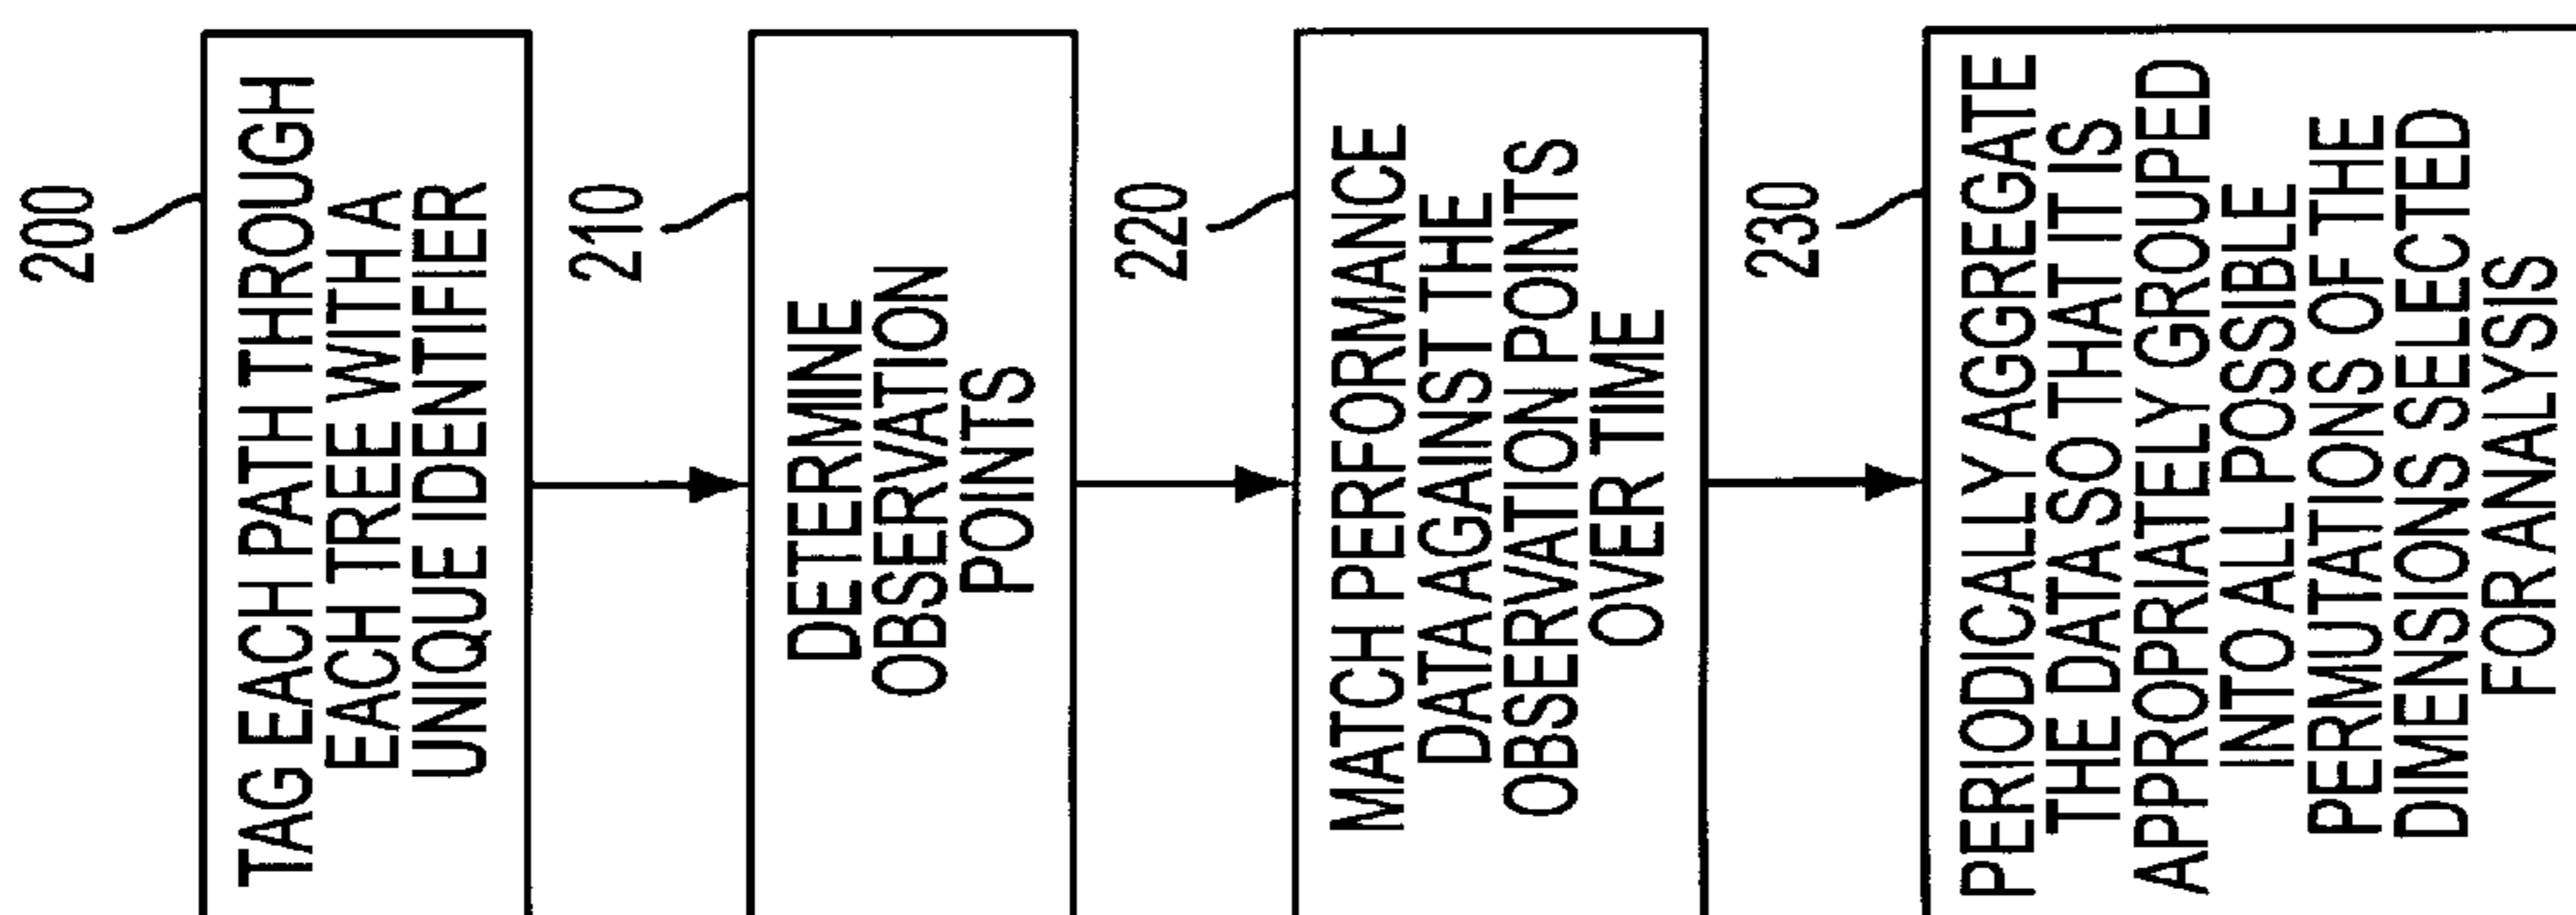 200
TAG EACH PATH THROUGH
EACH TREE WITH A
UNIQUE IDENTIFIER
210
DETERMINE
OBSERVATION
POINTS
220
MATCH PERFORMANCE
DATA AGAINST THE
OBSERVATION POINTS
OVER TIME
230
PERIODICALLY AGGREGATE
THE DATA SO THAT IT IS
APPROPRIATELY GROUPED
INTO ALL POSSIBLE
PERMUTATIONS OF THE
DIMENSIONS SELECTED
FOR ANALYSIS